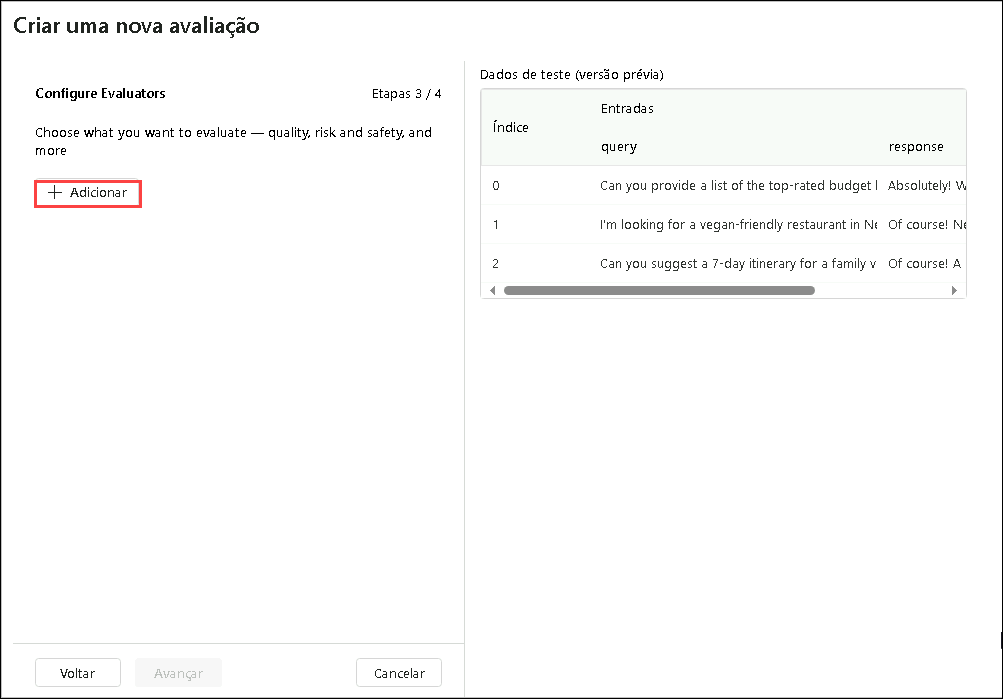 Criar uma nova avaliação
Configure Evaluators
Etapas 3 / 4
Choose what you want to evaluate — quality, risk and safety, and
more
Adicionar
Voltar
Avançar
Cancelar
Dados de teste (versão prévia)
Índice
Entradas
query
response
0
Can you provide a list of the top-rated budget
Absolutely!
1
I'm looking for a vegan-friendly restaurant in
Of course!
2
Can you suggest a 7-day itinerary for a family
Of course! A